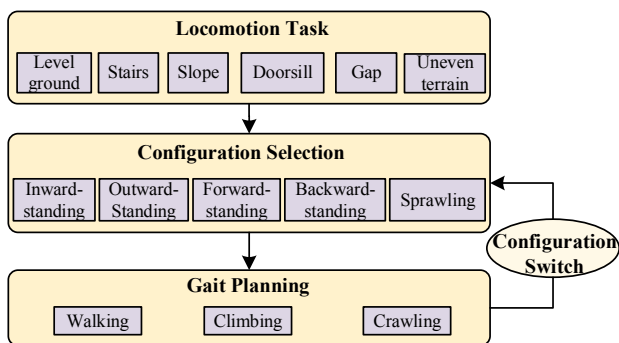 Locomotion Task
Level ground
Stairs
Slope
Doorsill
Gap
Uneven terrain
Configuration Selection
Inward-standing
Outward-Standing
Forward-standing
Backward-standing
Sprawling
Configuration Switch
Gait Planning
Walking
Climbing
Crawling